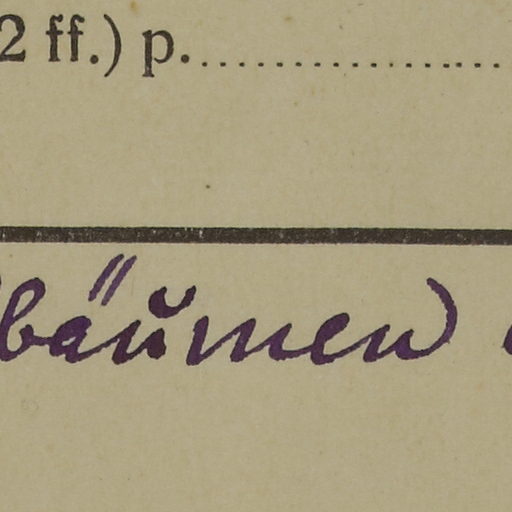 2 ff.) p.
bäumen)